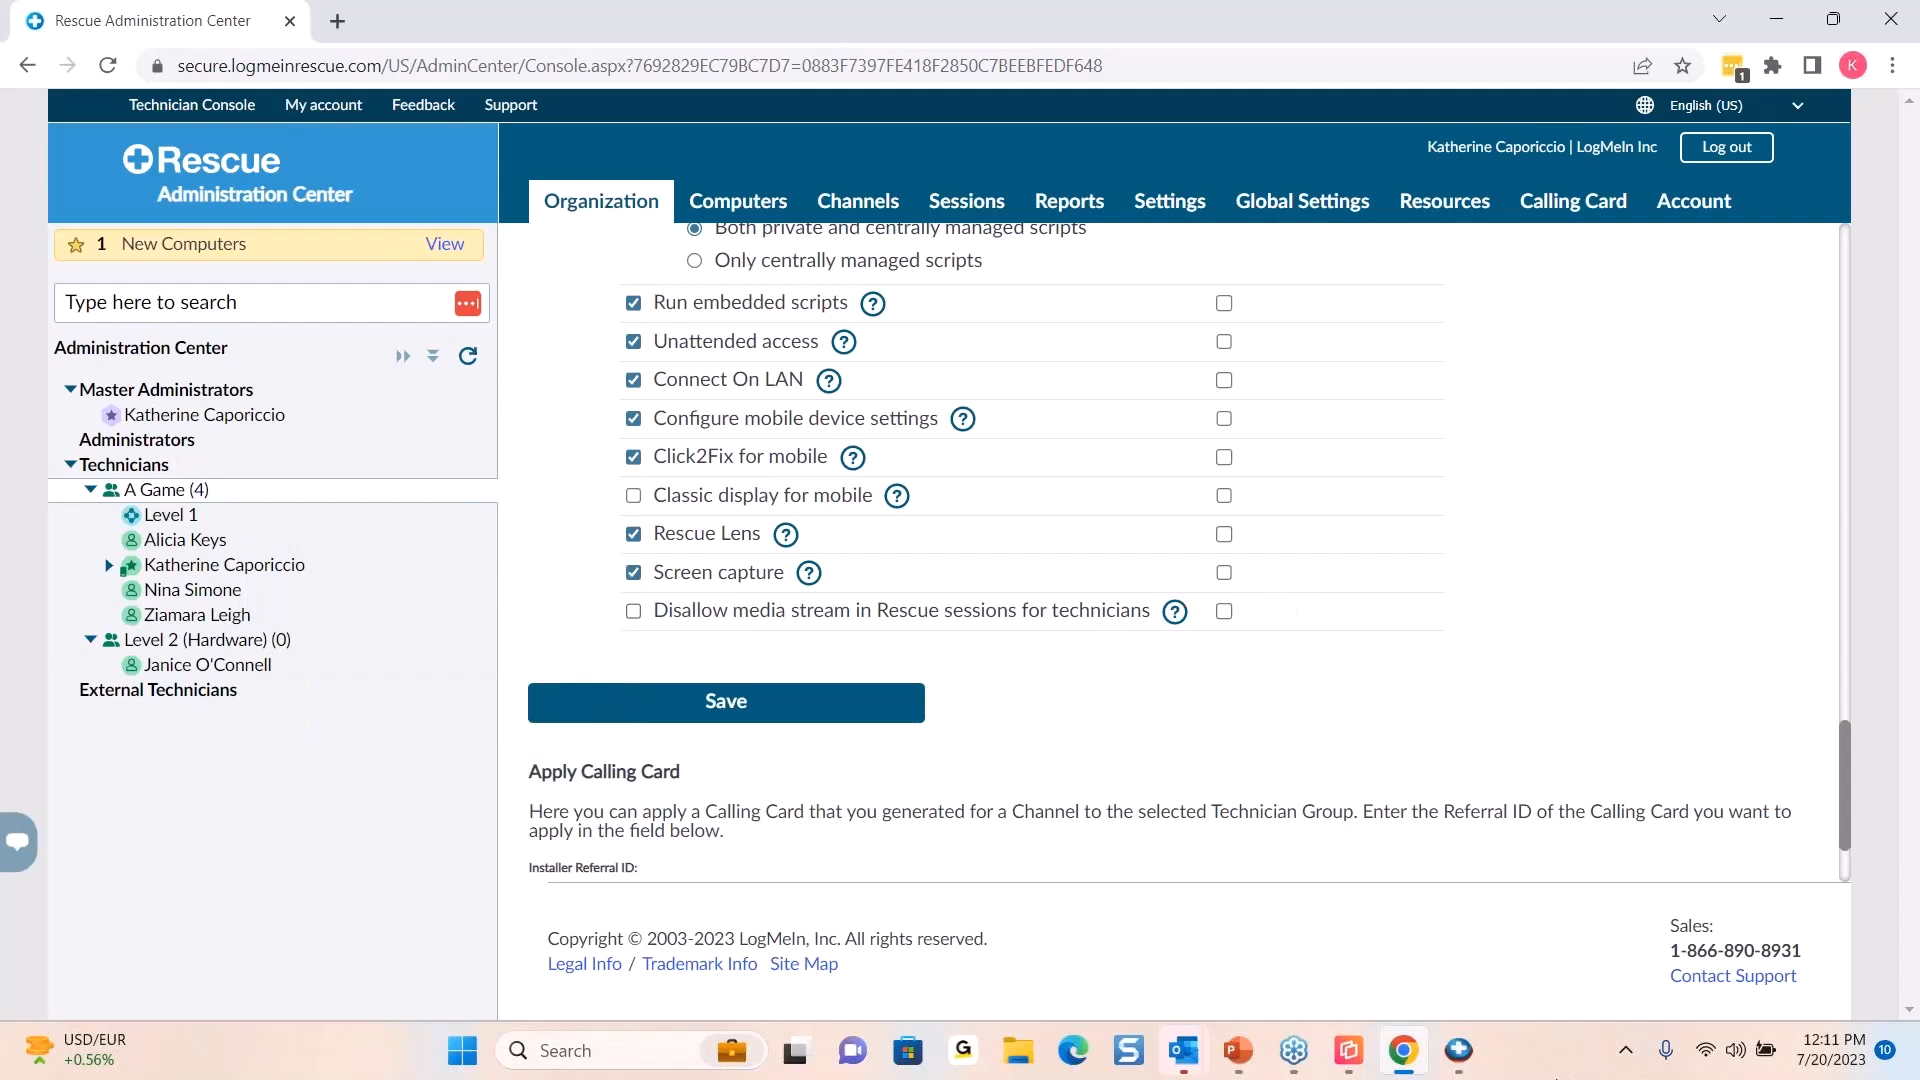 Rescue Administration Center
secure.logmeinrescue.com/US/AdminCenter/Console.aspx?7692829EC79BC7D7=0883F7397FE418F2850C7BEEBFEDF648
1
K
Technician Console My account Feedback Support
English (US)
Rescue
Administration Center
Katherine Caporiccio | LogMeIn Inc
Log out
Organization Computers Channels Sessions Reports Settings Global Settings Resources Calling Card Account
1 New Computers View
Type here to search
Administration Center
Master Administrators
Katherine Caporiccio
Administrators
Technicians
A Game (4)
Level 1
Alicia Keys
Katherine Caporiccio
Nina Simone
Ziamara Leigh
Level 2 (Hardware) (0)
Janice O'Connell
External Technicians
Both private and centrally managed scripts
Only centrally managed scripts
Run embedded scripts ?
Unattended access ?
Connect On LAN ?
Configure mobile device settings ?
Click2Fix for mobile ?
Classic display for mobile ?
Rescue Lens ?
Screen capture ?
Disallow media stream in Rescue sessions for technicians ?
Save
Apply Calling Card
Here you can apply a Calling Card that you generated for a Channel to the selected Technician Group. Enter the Referral ID of the Calling Card you want to
apply in the field below.
Installer Referral ID:
Copyright © 2003-2023 LogMeIn, Inc. All rights reserved.
Legal Info / Trademark Info Site Map
Sales:
1-866-890-8931
Contact Support
USD/EUR
+0.56%
Search
G
S
P
12:11 PM
7/20/2023
10